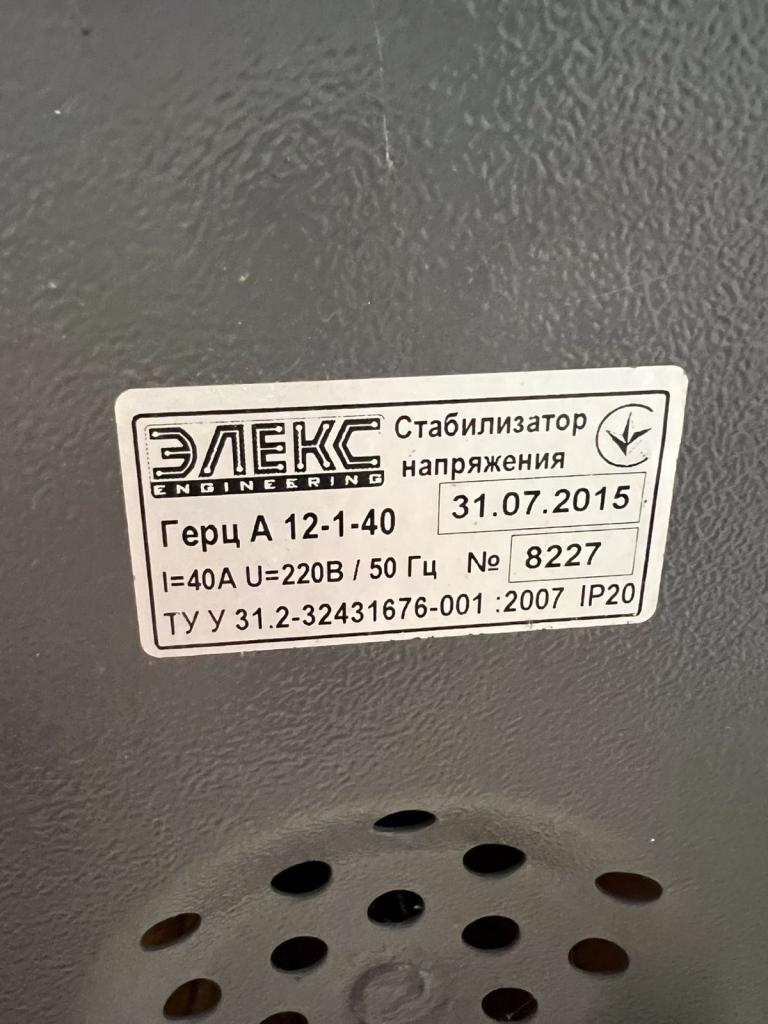 ЭЛЕКС
ENGINEERING
Стабилизатор
напряжения
31.07.2015
Герц А 12-1-40
I=40А U=220В / 50 Гц № 8227
ТУ У 31.2-32431676-001 :2007 IP20